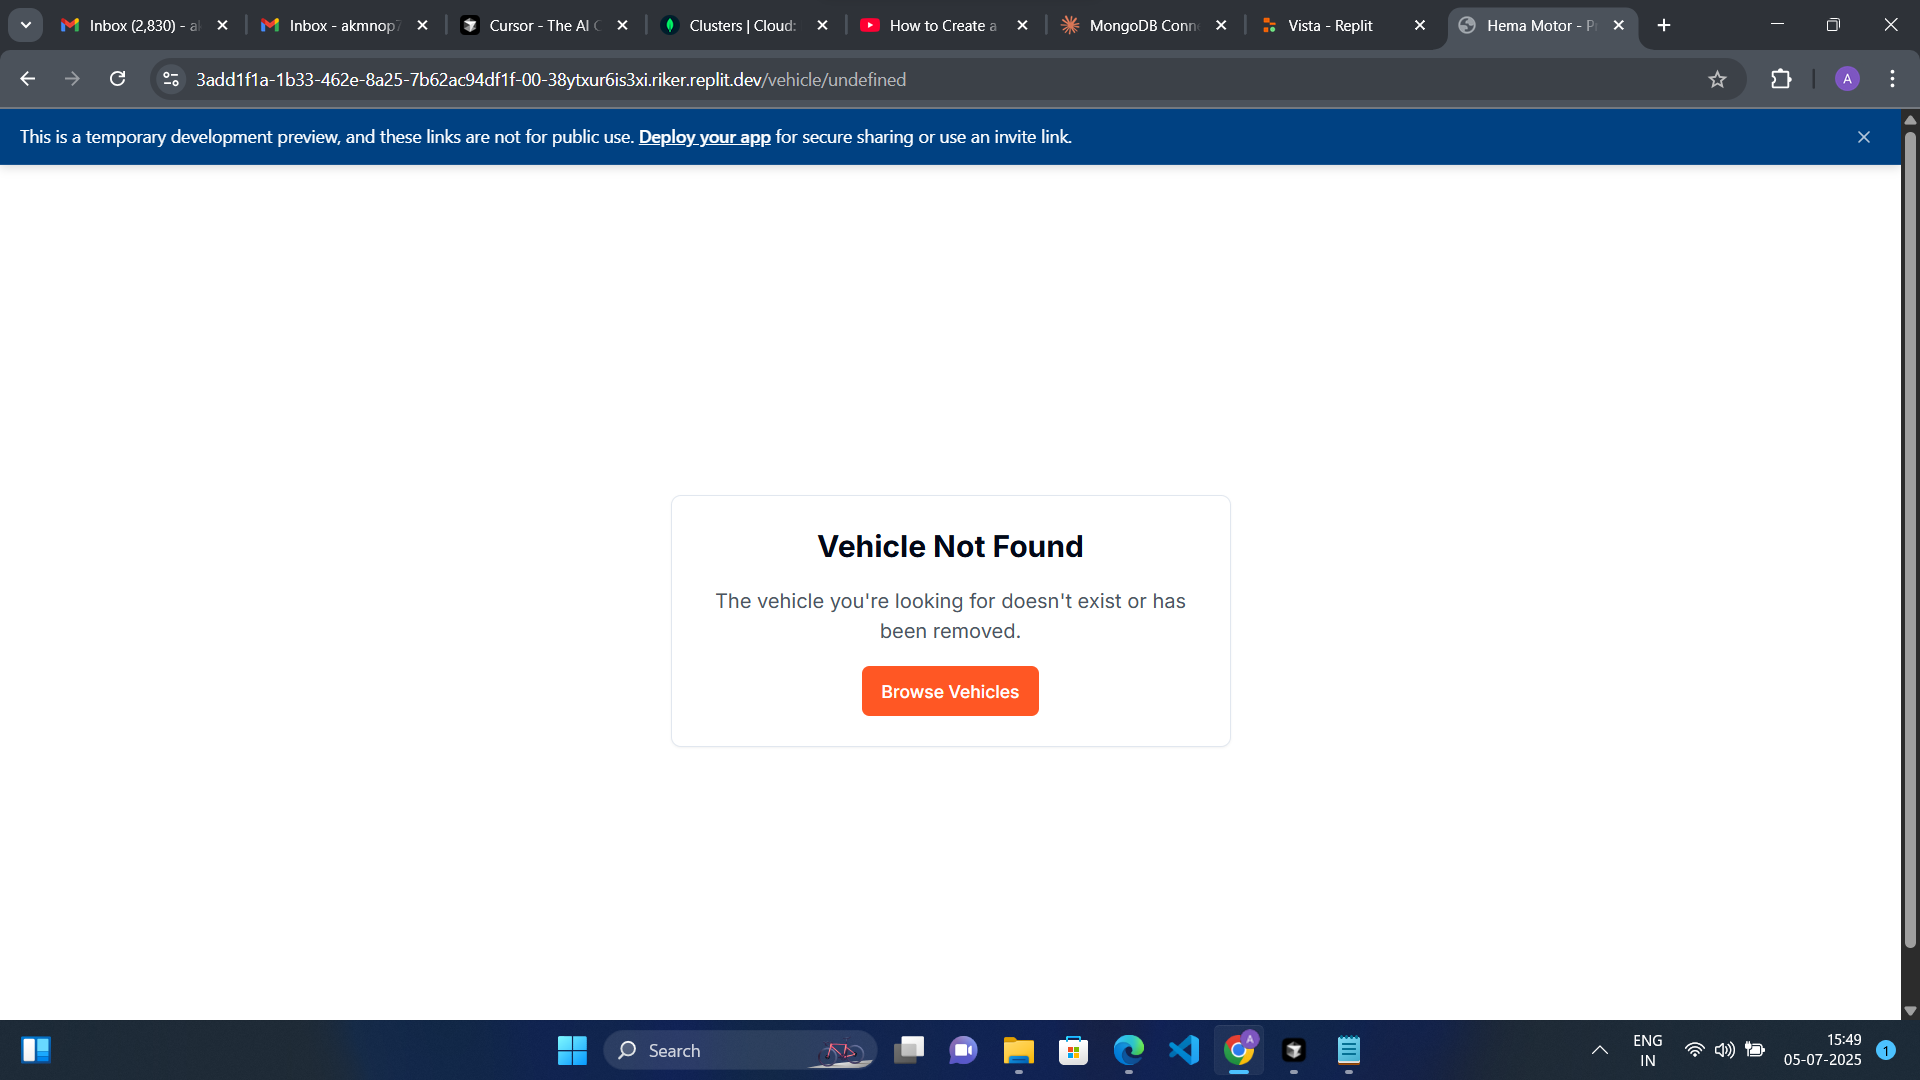 Inbox (2,830) - a
Inbox - akmnop7
Cursor - The AI C
Clusters | Cloud:
How to Create a
MongoDB Conn
Vista - Replit
Hema Motor - Pr
3add1f1a-1b33-462e-8a25-7b62ac94df1f-00-38ytxur6is3xi.riker.replit.dev/vehicle/undefined
A
This is a temporary development preview, and these links are not for public use. Deploy your app for secure sharing or use an invite link.
Vehicle Not Found
The vehicle you're looking for doesn't exist or has
been removed.
Browse Vehicles
Search
A
ENG
IN
15:49
05-07-2025
1